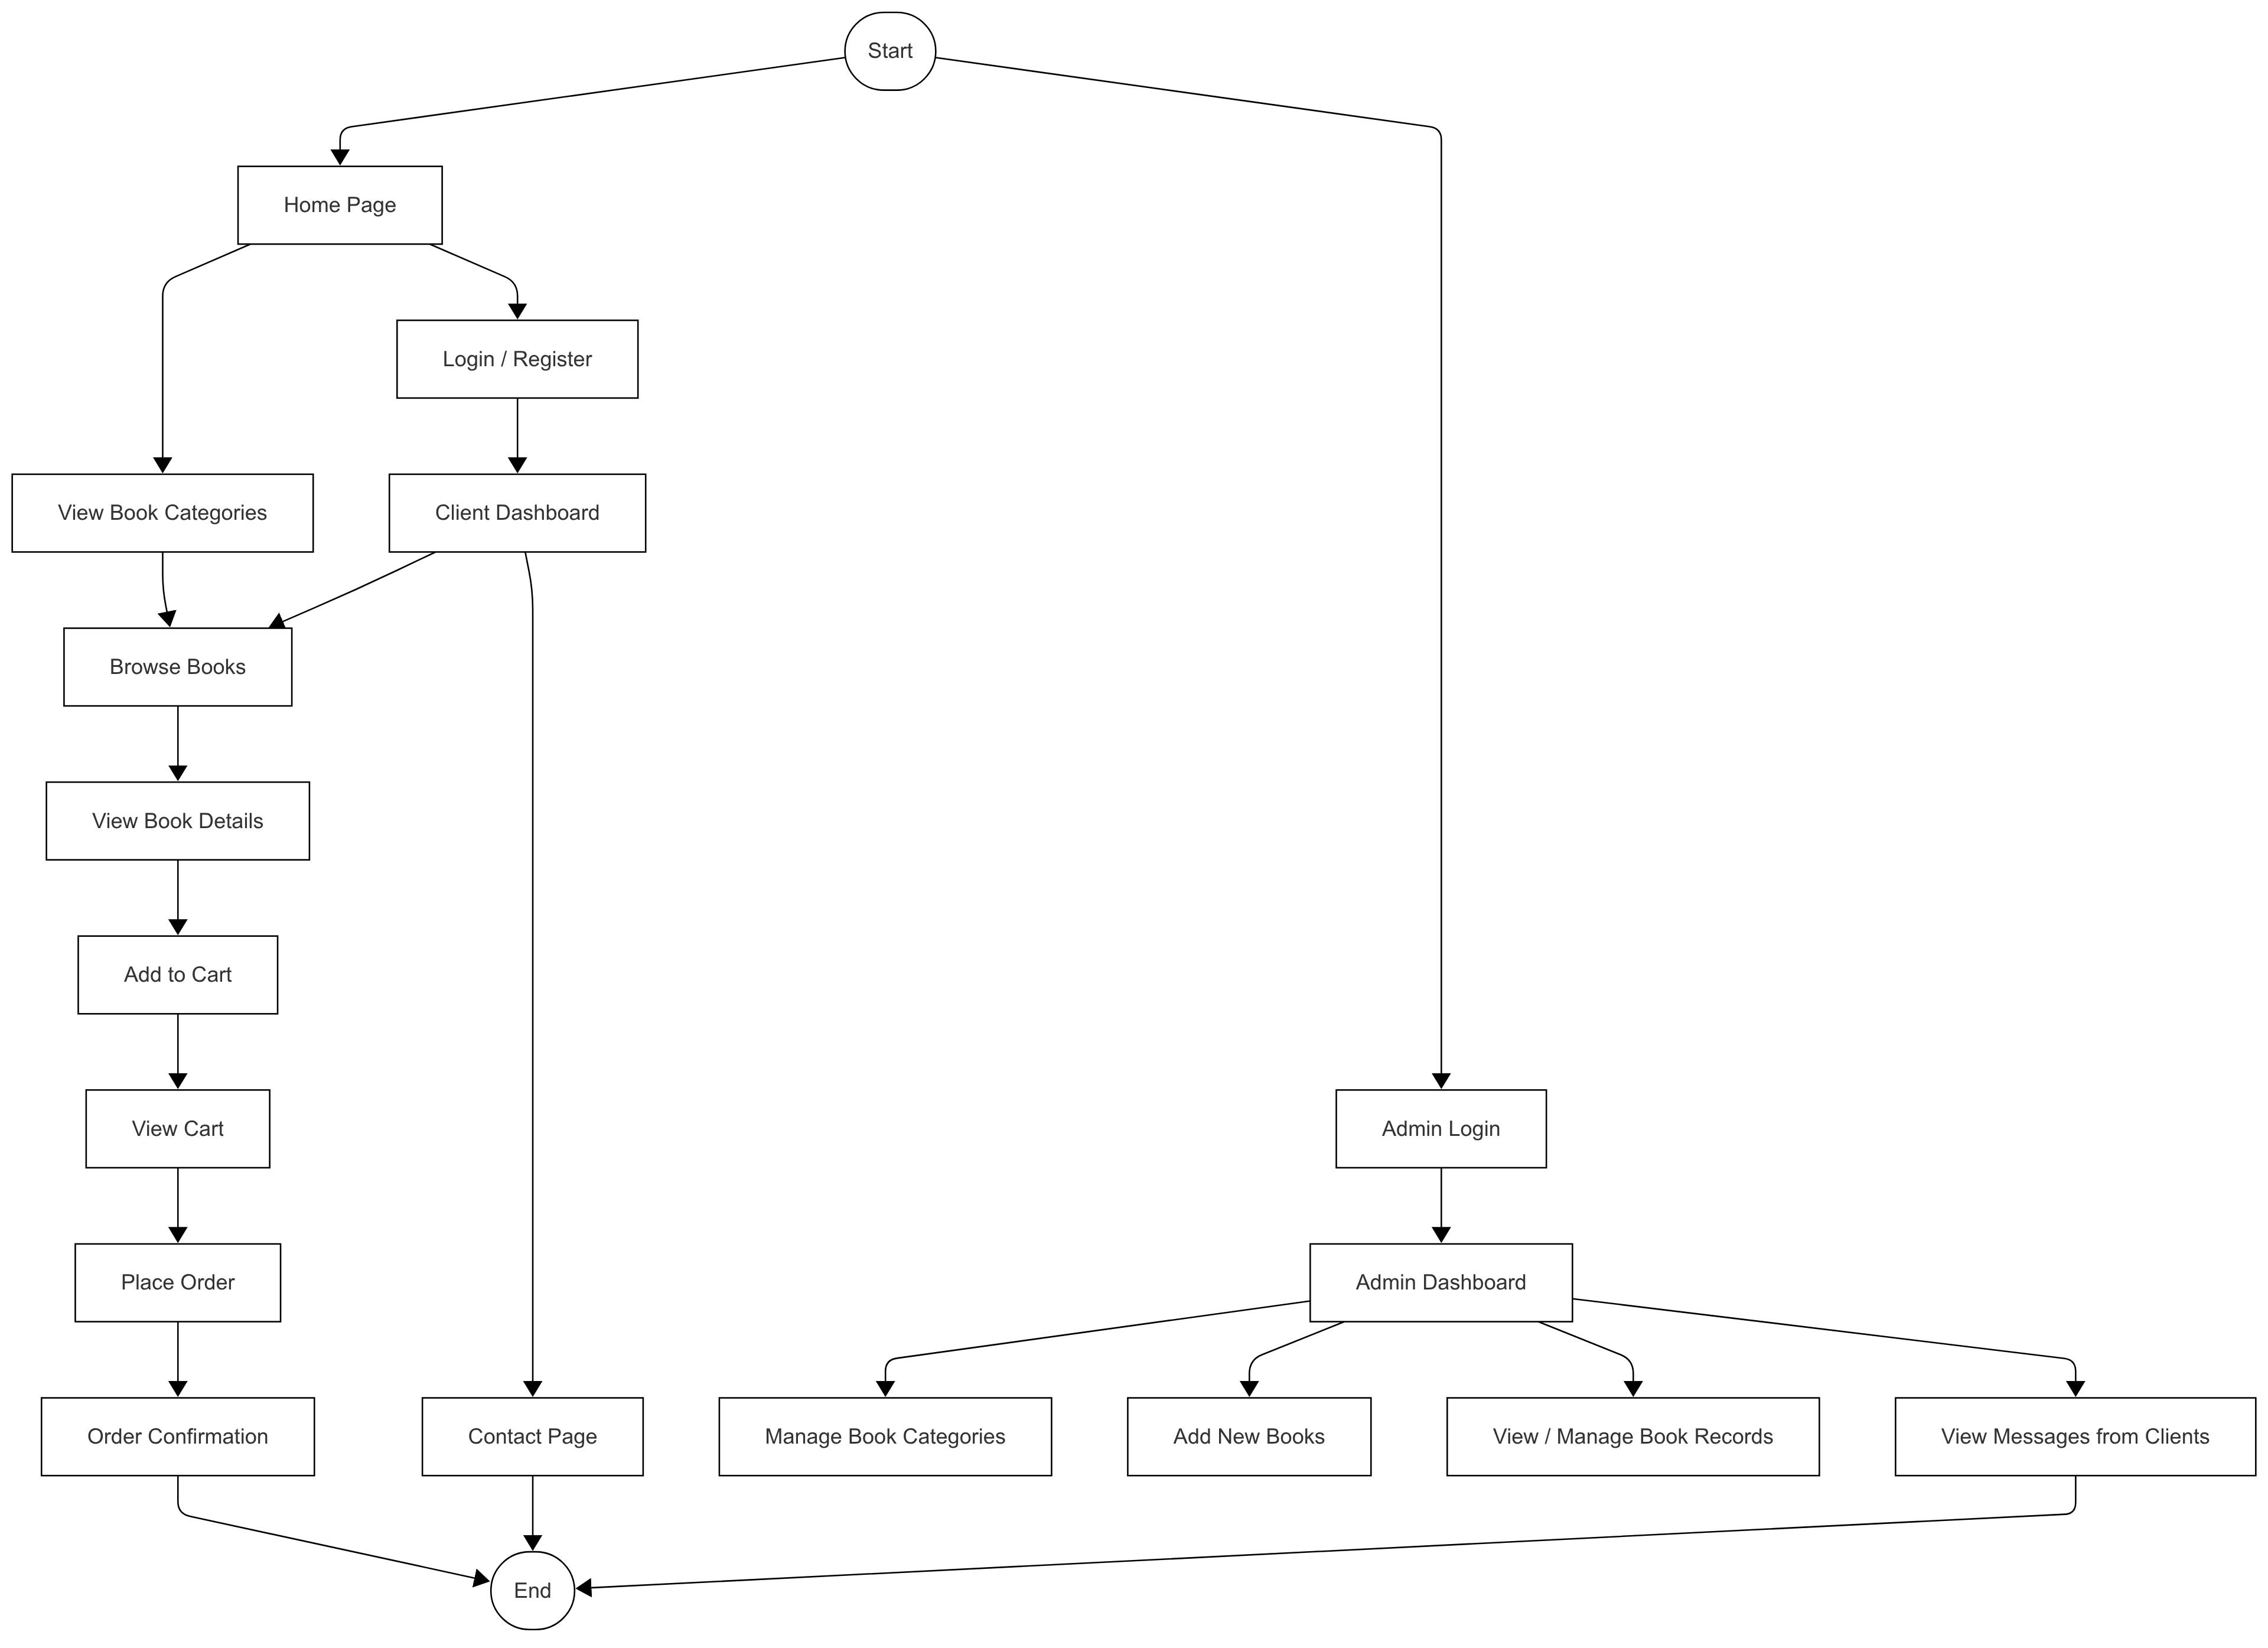 Start
Home Page
Login / Register
View Book Categories
Client Dashboard
Browse Books
View Book Details
Add to Cart
View Cart
Admin Login
Place Order
Admin Dashboard
Order Confirmation
Contact Page
Manage Book Categories
Add New Books
View / Manage Book Records
View Messages from Clients
End